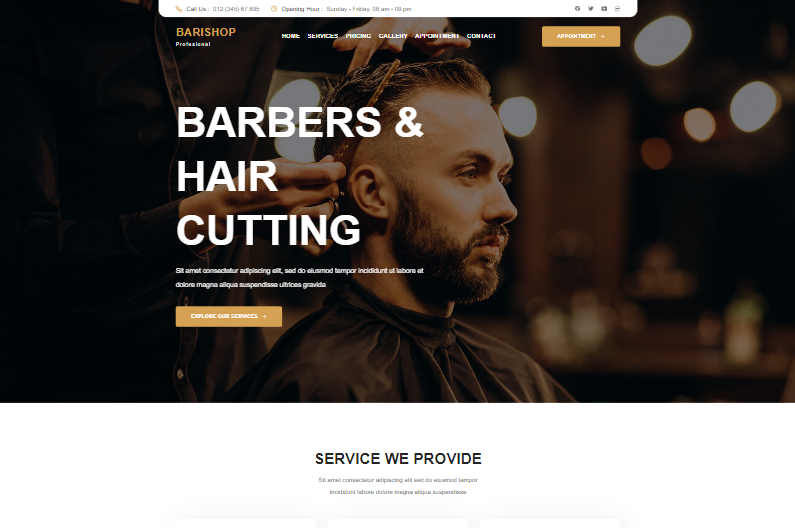 Call Us : 012 (345) 67 895 Opening Hour : Sunday - Friday, 08 am - 09 pm
BARISHOP
Profesional
HOME SERVICES PRICING GALLERY APPOINTMENT CONTACT
APPOINTMENT
BARBERS &
HAIR
CUTTING
Sit amet consectetur adipiscing elit, sed do eiusmod tempor incididunt ut labore et
dolore magna aliqua suspendisse ultrices gravida
EXPLORE OUR SERVICES
SERVICE WE PROVIDE
Sit amet consectetur adipiscing elit sed do eiusmod tempor
incididunt labore dolore magna aliqua suspendisse